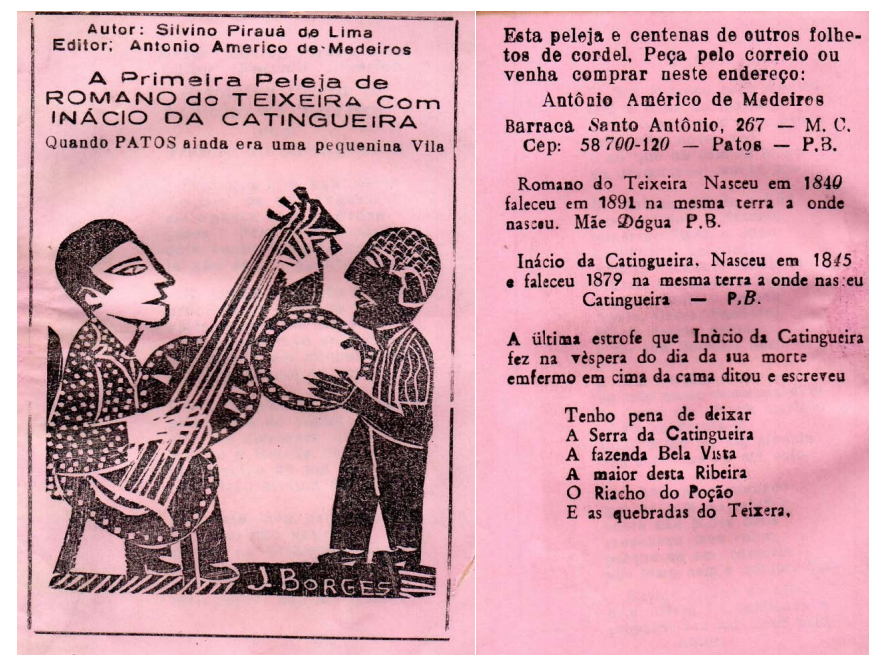 Autor: Silvino Pirauá de Lima
Editor; Antonio Americo de Medeiros
A Primeira Peleja de
ROMANO do TEIXEIRA Com
INÁCIO DA CATINGUEIRA
Quando PATOS ainda era uma pequenina Vila
J. BORGES
Esta peleja e centenas de outros folhe-
tos de cordel, Peça pelo correio ou
venha comprar neste endereço:
Antônio Américo de Medeiros
Barraca Santo Antônio, 267 — M. C.
Cep: 58700-120 — Patos — P.B.
Romano do Teixeira Nasceu em 1840
faleceu em 1891 na mesma terra a onde
nasceu. Mãe Dágua P.B.
Inácio da Catingueira. Nasceu em 1845
e faleceu 1879 na mesma terra a onde nasceu
Catingueira — P.B.
A última estrofe que Inàcio da Catingueira
fez na vèspera do dia da sua morte
emfermo em cima da cama ditou e escreveu
Tenho pena de deixar
A Serra da Catingueira
A fazenda Bela Vista
A maior desta Ribeira
O Riacho do Poção
E as quebradas do Teixera,